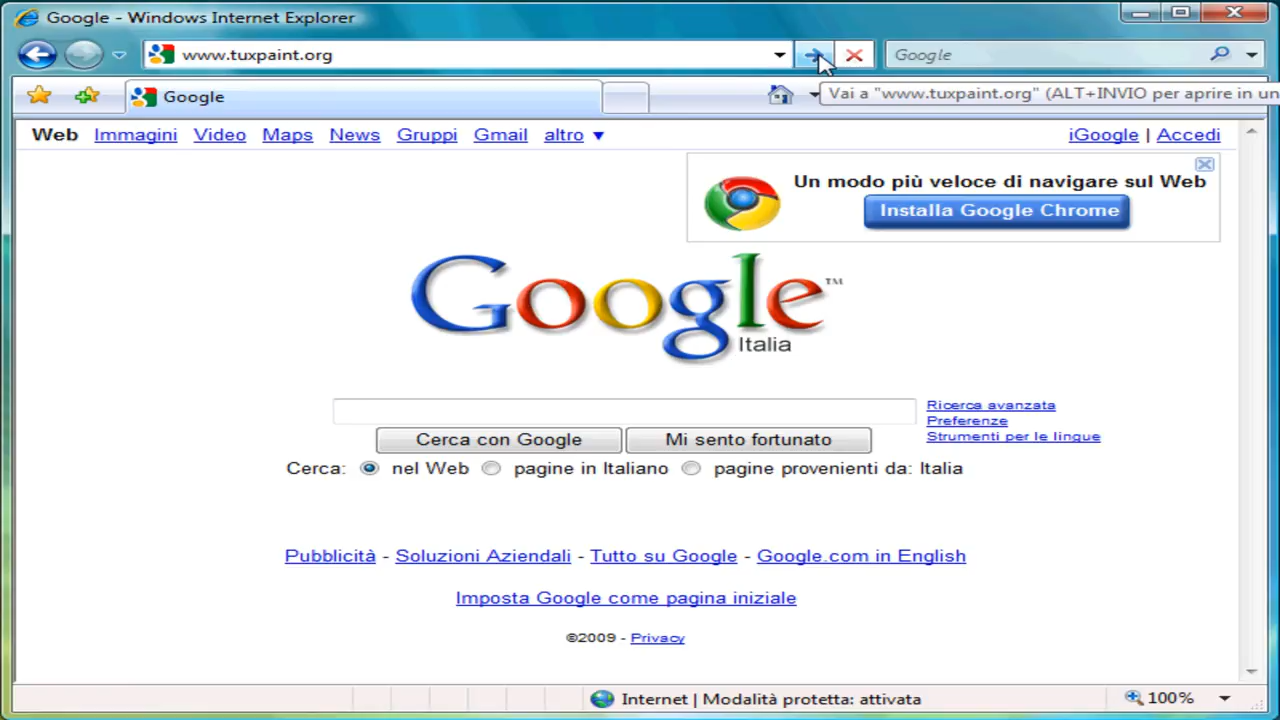 Google - Windows Internet Explorer
www.tuxpaint.org
Google
Google
Vai a "www.tuxpaint.org" (ALT+INVIO per aprire in un
Web Immagini Video Maps News Gruppi Gmail altro ▼
iGoogle | Accedi
Un modo più veloce di navigare sul Web
Installa Google Chrome
Google™
Italia
Ricerca avanzata
Preferenze
Strumenti per le lingue
Cerca con Google
Mi sento fortunato
Cerca: nel Web pagine in Italiano pagine provenienti da: Italia
Pubblicità - Soluzioni Aziendali - Tutto su Google - Google.com in English
Imposta Google come pagina iniziale
©2009 - Privacy
Internet | Modalità protetta: attivata
100%